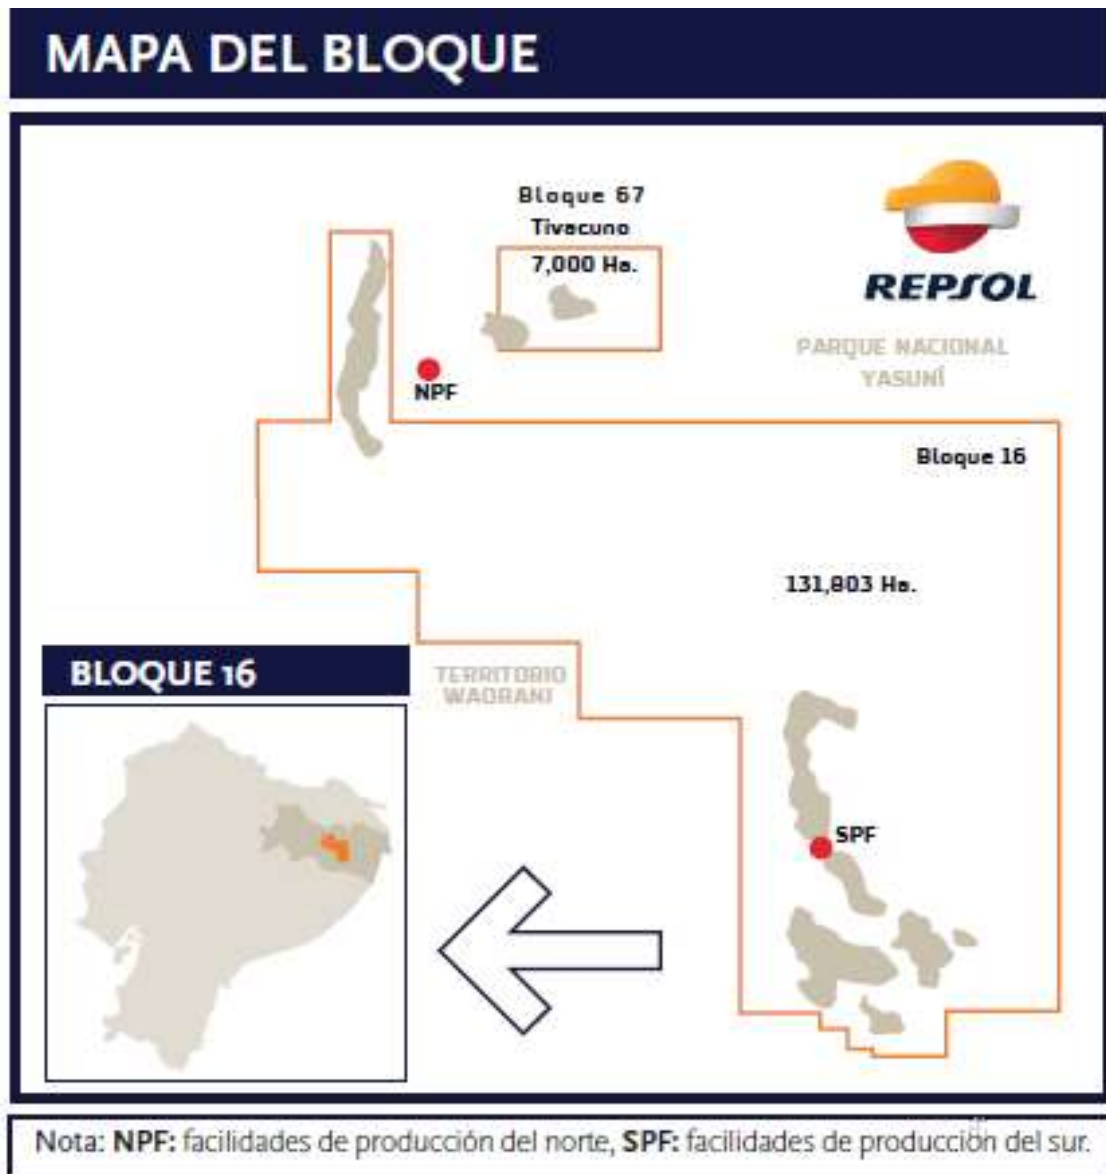 MAPA DEL BLOQUE
Bloque 67
Tivacuno
7,000 Ha.
REPSOL
PARQUE NACIONAL
YASUNÍ
NPF
Bloque 16
131,803 Ha.
BLOQUE 16
TERRITORIO
WAORANI
SPF
Nota: NPF: facilidades de producción del norte, SPF: facilidades de producción del sur.